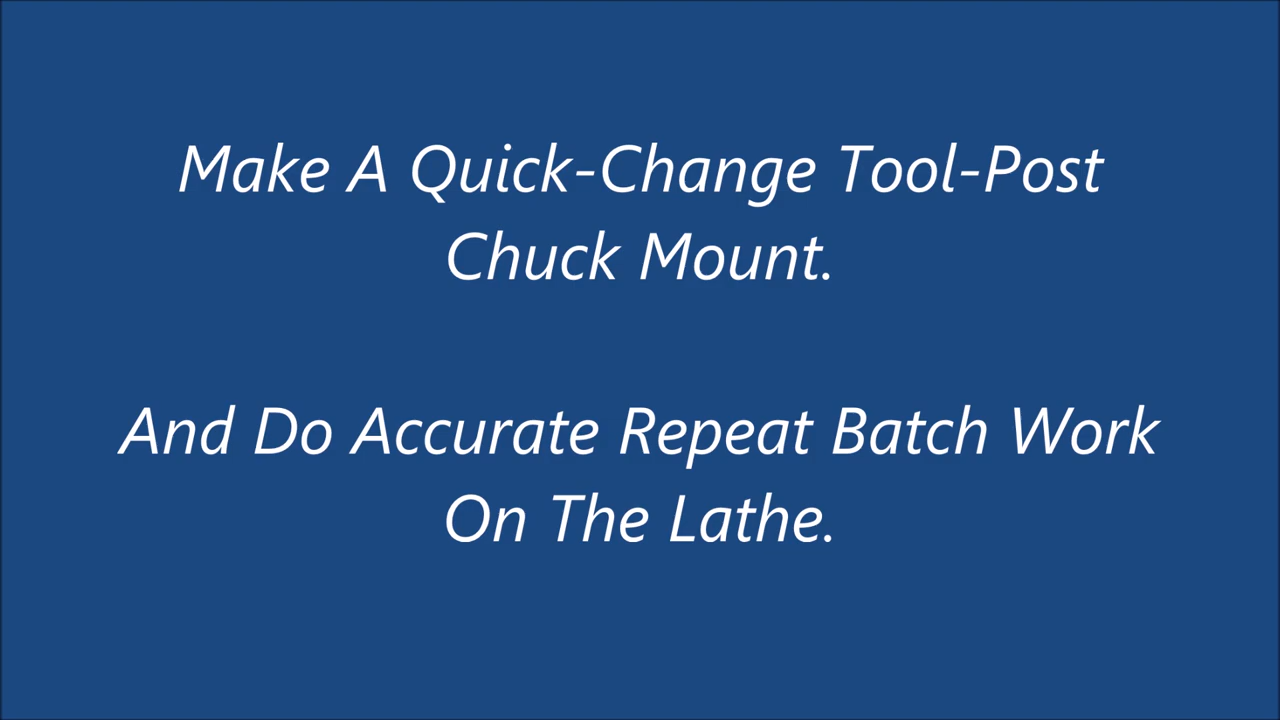 Make A Quick-Change Tool-Post
Chuck Mount.
And Do Accurate Repeat Batch Work
On The Lathe.